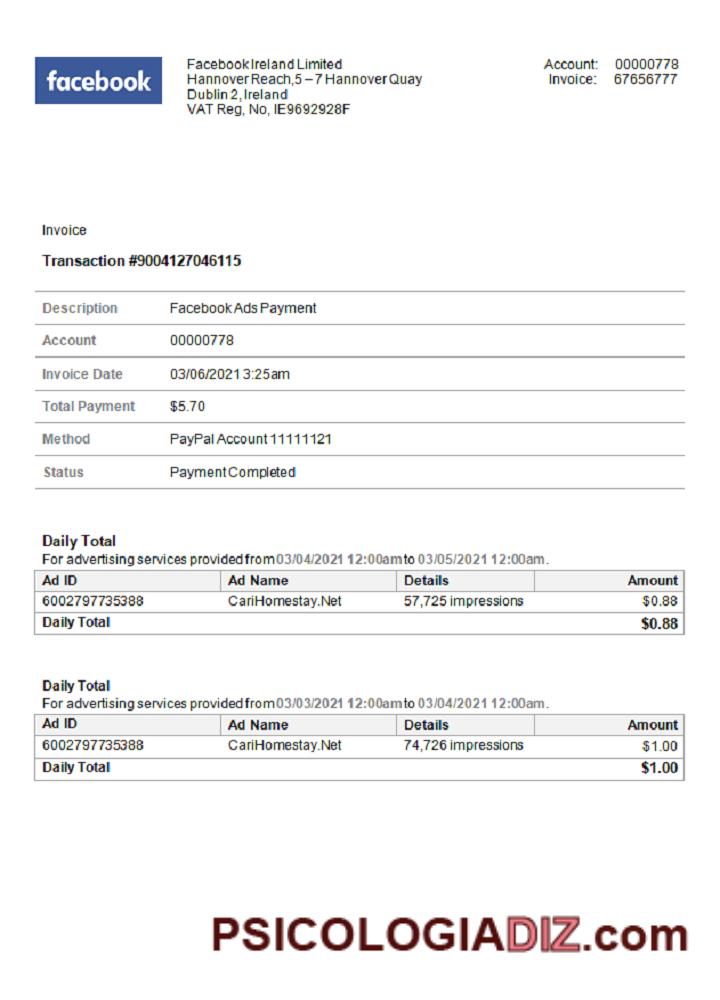 facebook
Facebook Ireland Limited
Hannover Reach, 5 – 7 Hannover Quay
Dublin 2, Ireland
VAT Reg, No, IE9692928F
Account: 00000778
Invoice: 67656777
Invoice
Transaction #9004127046115
Description Facebook Ads Payment
Account 00000778
Invoice Date 03/06/2021 3:25am
Total Payment $5.70
Method PayPal Account 11111121
Status Payment Completed
Daily Total
For advertising services provided from 03/04/2021 12:00am to 03/05/2021 12:00am.
Ad ID Ad Name Details Amount
6002797735388 CariHomestay.Net 57,725 impressions $0.88
Daily Total $0.88
Daily Total
For advertising services provided from 03/03/2021 12:00am to 03/04/2021 12:00am.
Ad ID Ad Name Details Amount
6002797735388 CariHomestay.Net 74,726 impressions $1.00
Daily Total $1.00
PSICOLOGIADIZ.com